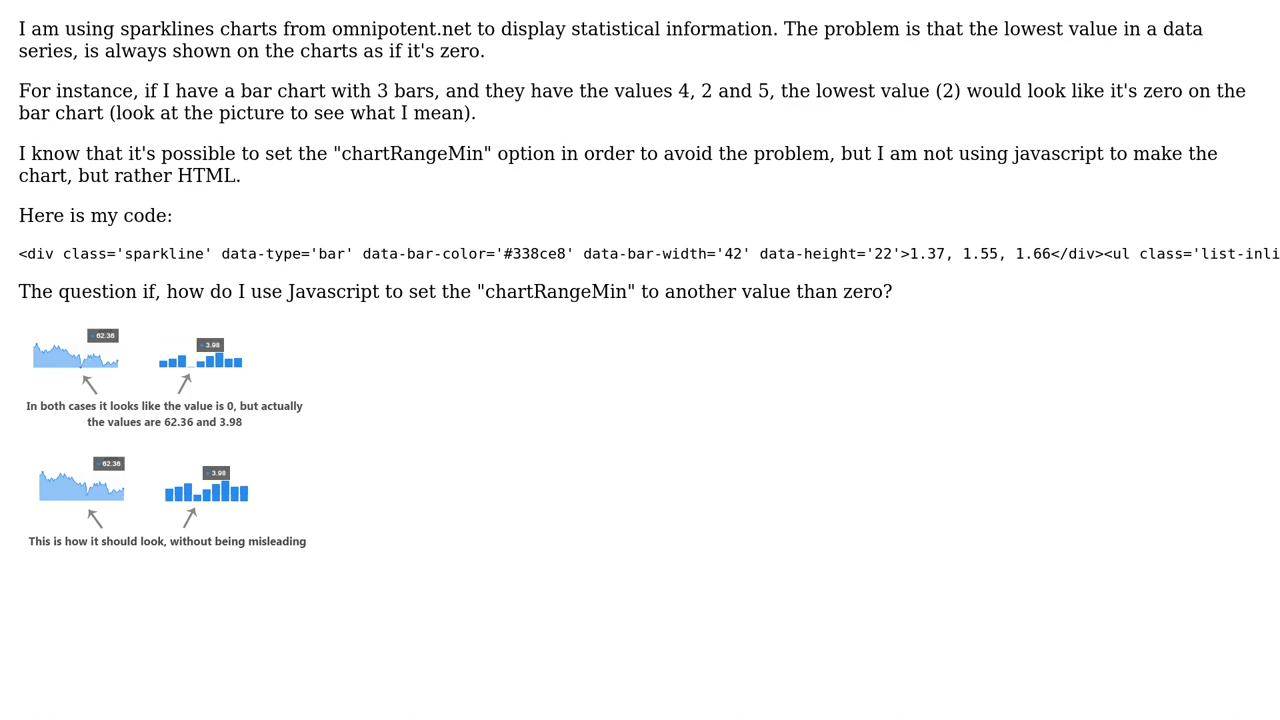 I am using sparklines charts from omnipotent.net to display statistical information. The problem is that the lowest value in a data
series, is always shown on the charts as if it's zero.
For instance, if I have a bar chart with 3 bars, and they have the values 4, 2 and 5, the lowest value (2) would look like it's zero on the
bar chart (look at the picture to see what I mean).
I know that it's possible to set the "chartRangeMin" option in order to avoid the problem, but I am not using javascript to make the
chart, but rather HTML.
Here is my code:
<div class='sparkline' data-type='bar' data-bar-color='#338ce8' data-bar-width='42' data-height='22'>1.37, 1.55, 1.66</div><ul class='list-inli
The question if, how do I use Javascript to set the "chartRangeMin" to another value than zero?
62.36
3.98
In both cases it looks like the value is 0, but actually
the values are 62.36 and 3.98
62.36
3.98
This is how it should look, without being misleading